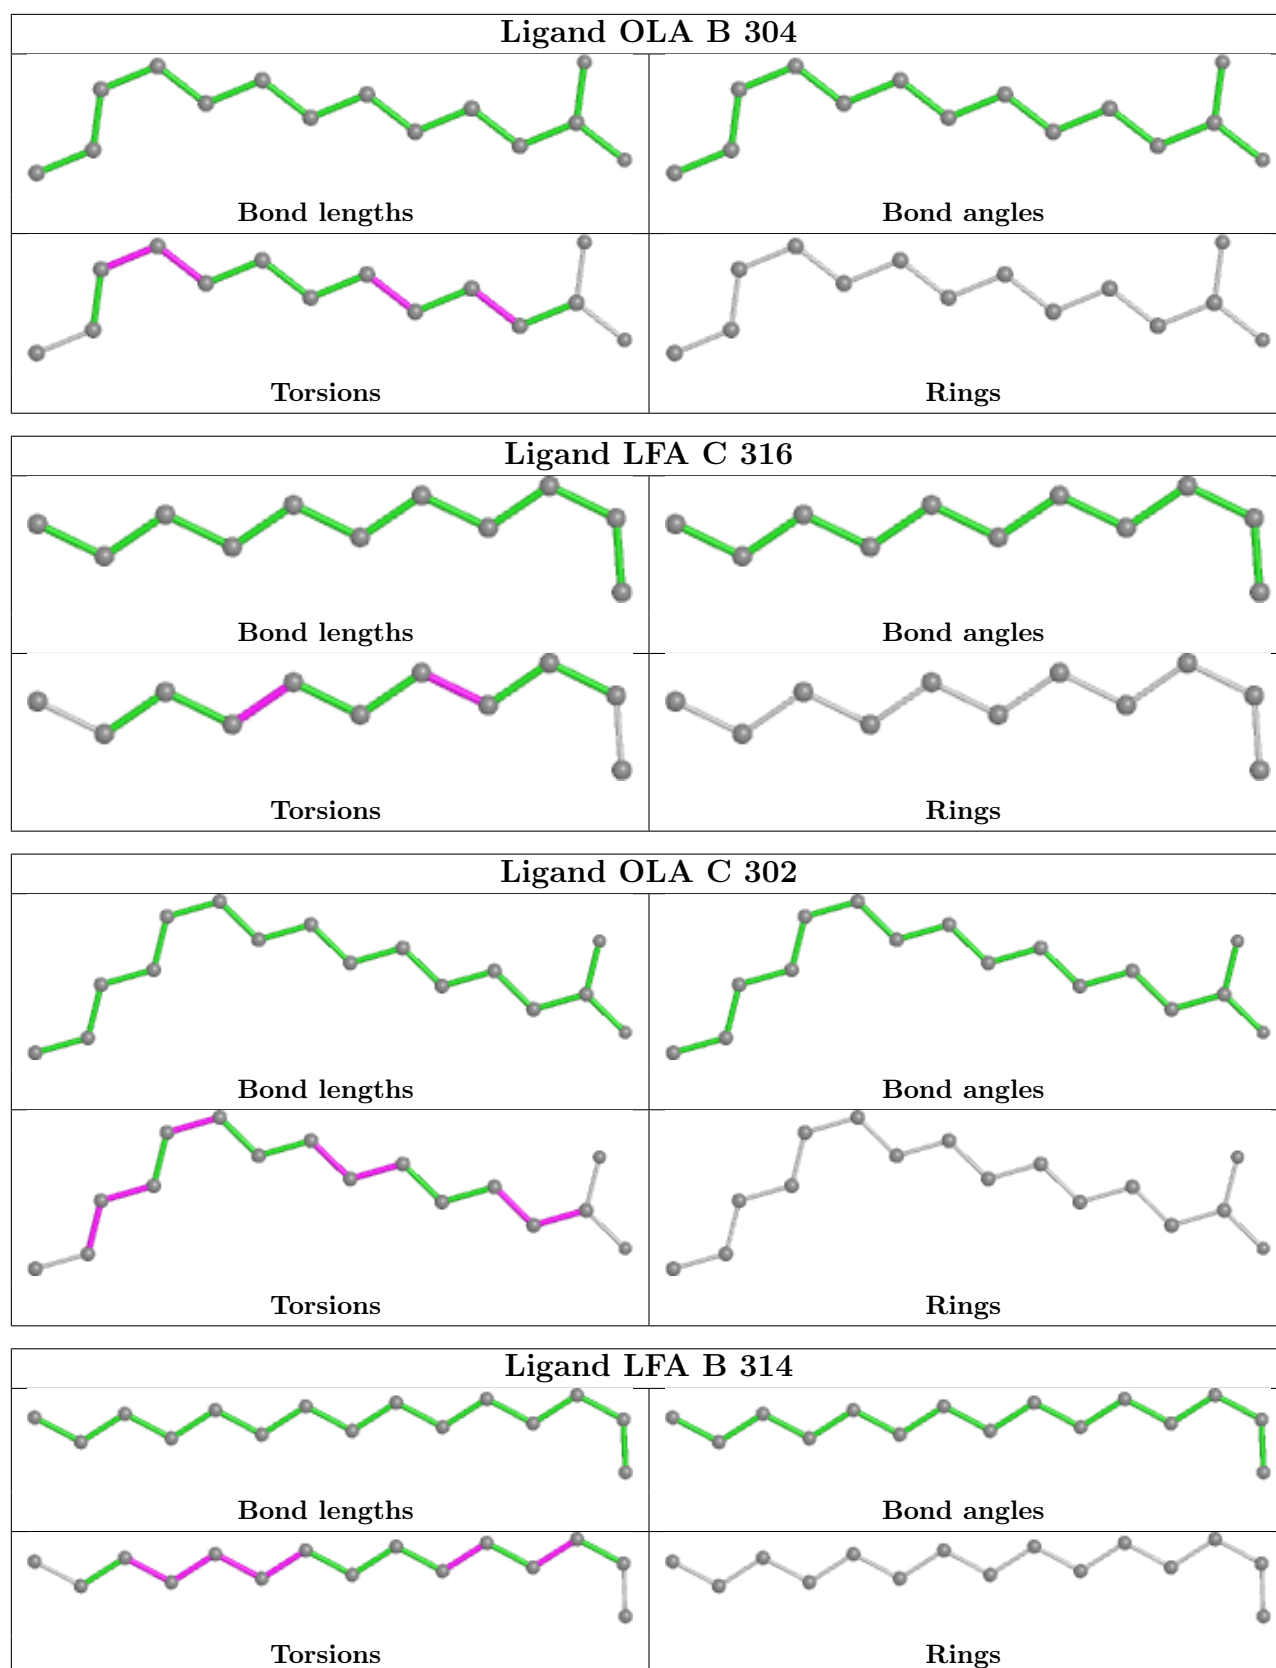 Ligand OLA B 304
Bond lengths
Bond angles
Torsions
Rings
Ligand LFA C 316
Bond lengths
Bond angles
Torsions
Rings
Ligand OLA C 302
Bond lengths
Bond angles
Torsions
Rings
Ligand LFA B 314
Bond lengths
Bond angles
Torsions
Rings